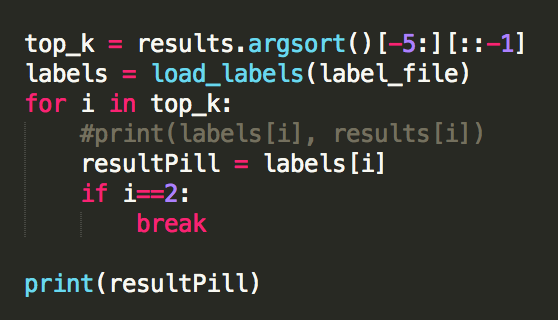 top_k = results.argsort()[-5:][::-1]
labels = load_labels(label_file)
for i in top_k:
    #print(labels[i], results[i])
    resultPill = labels[i]
    if i==2:
        break

print(resultPill)